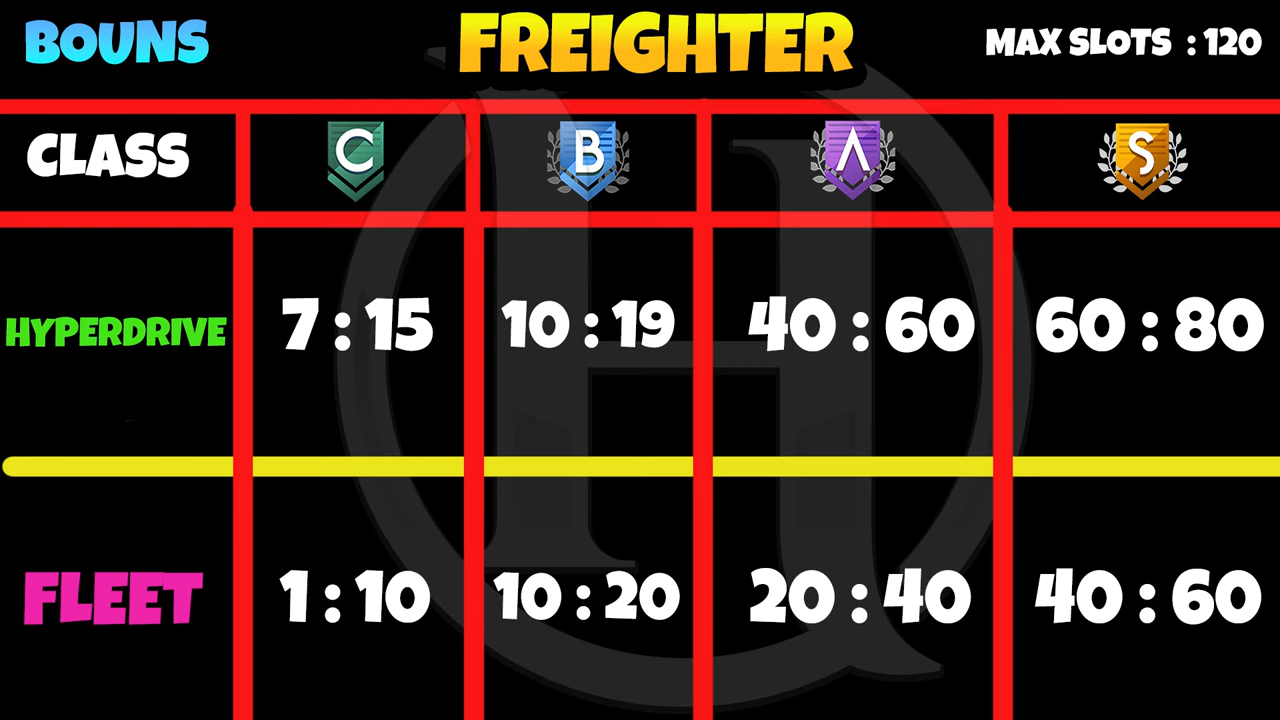 BOUNS FREIGHTER MAX SLOTS : 120
CLASS C B A S
HYPERDRIVE 7 : 15 10 : 19 40 : 60 60 : 80
FLEET 1 : 10 10 : 20 20 : 40 40 : 60